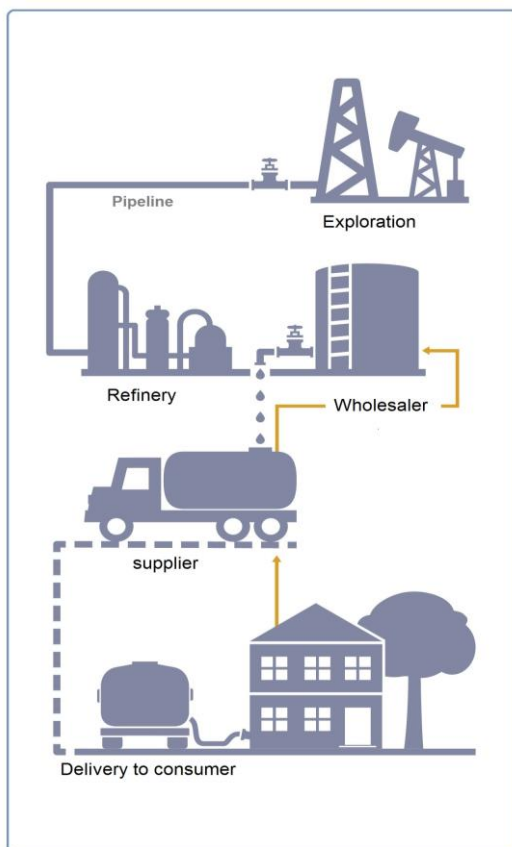 Pipeline
Exploration
Refinery
Wholesaler
supplier
Delivery to consumer